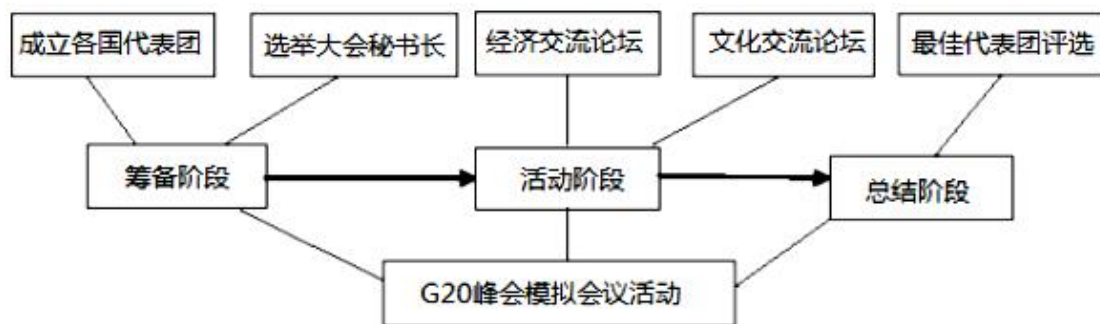 成立各国代表团
选举大会秘书长
经济交流论坛
文化交流论坛
最佳代表团评选
筹备阶段
活动阶段
总结阶段
G20峰会模拟会议活动